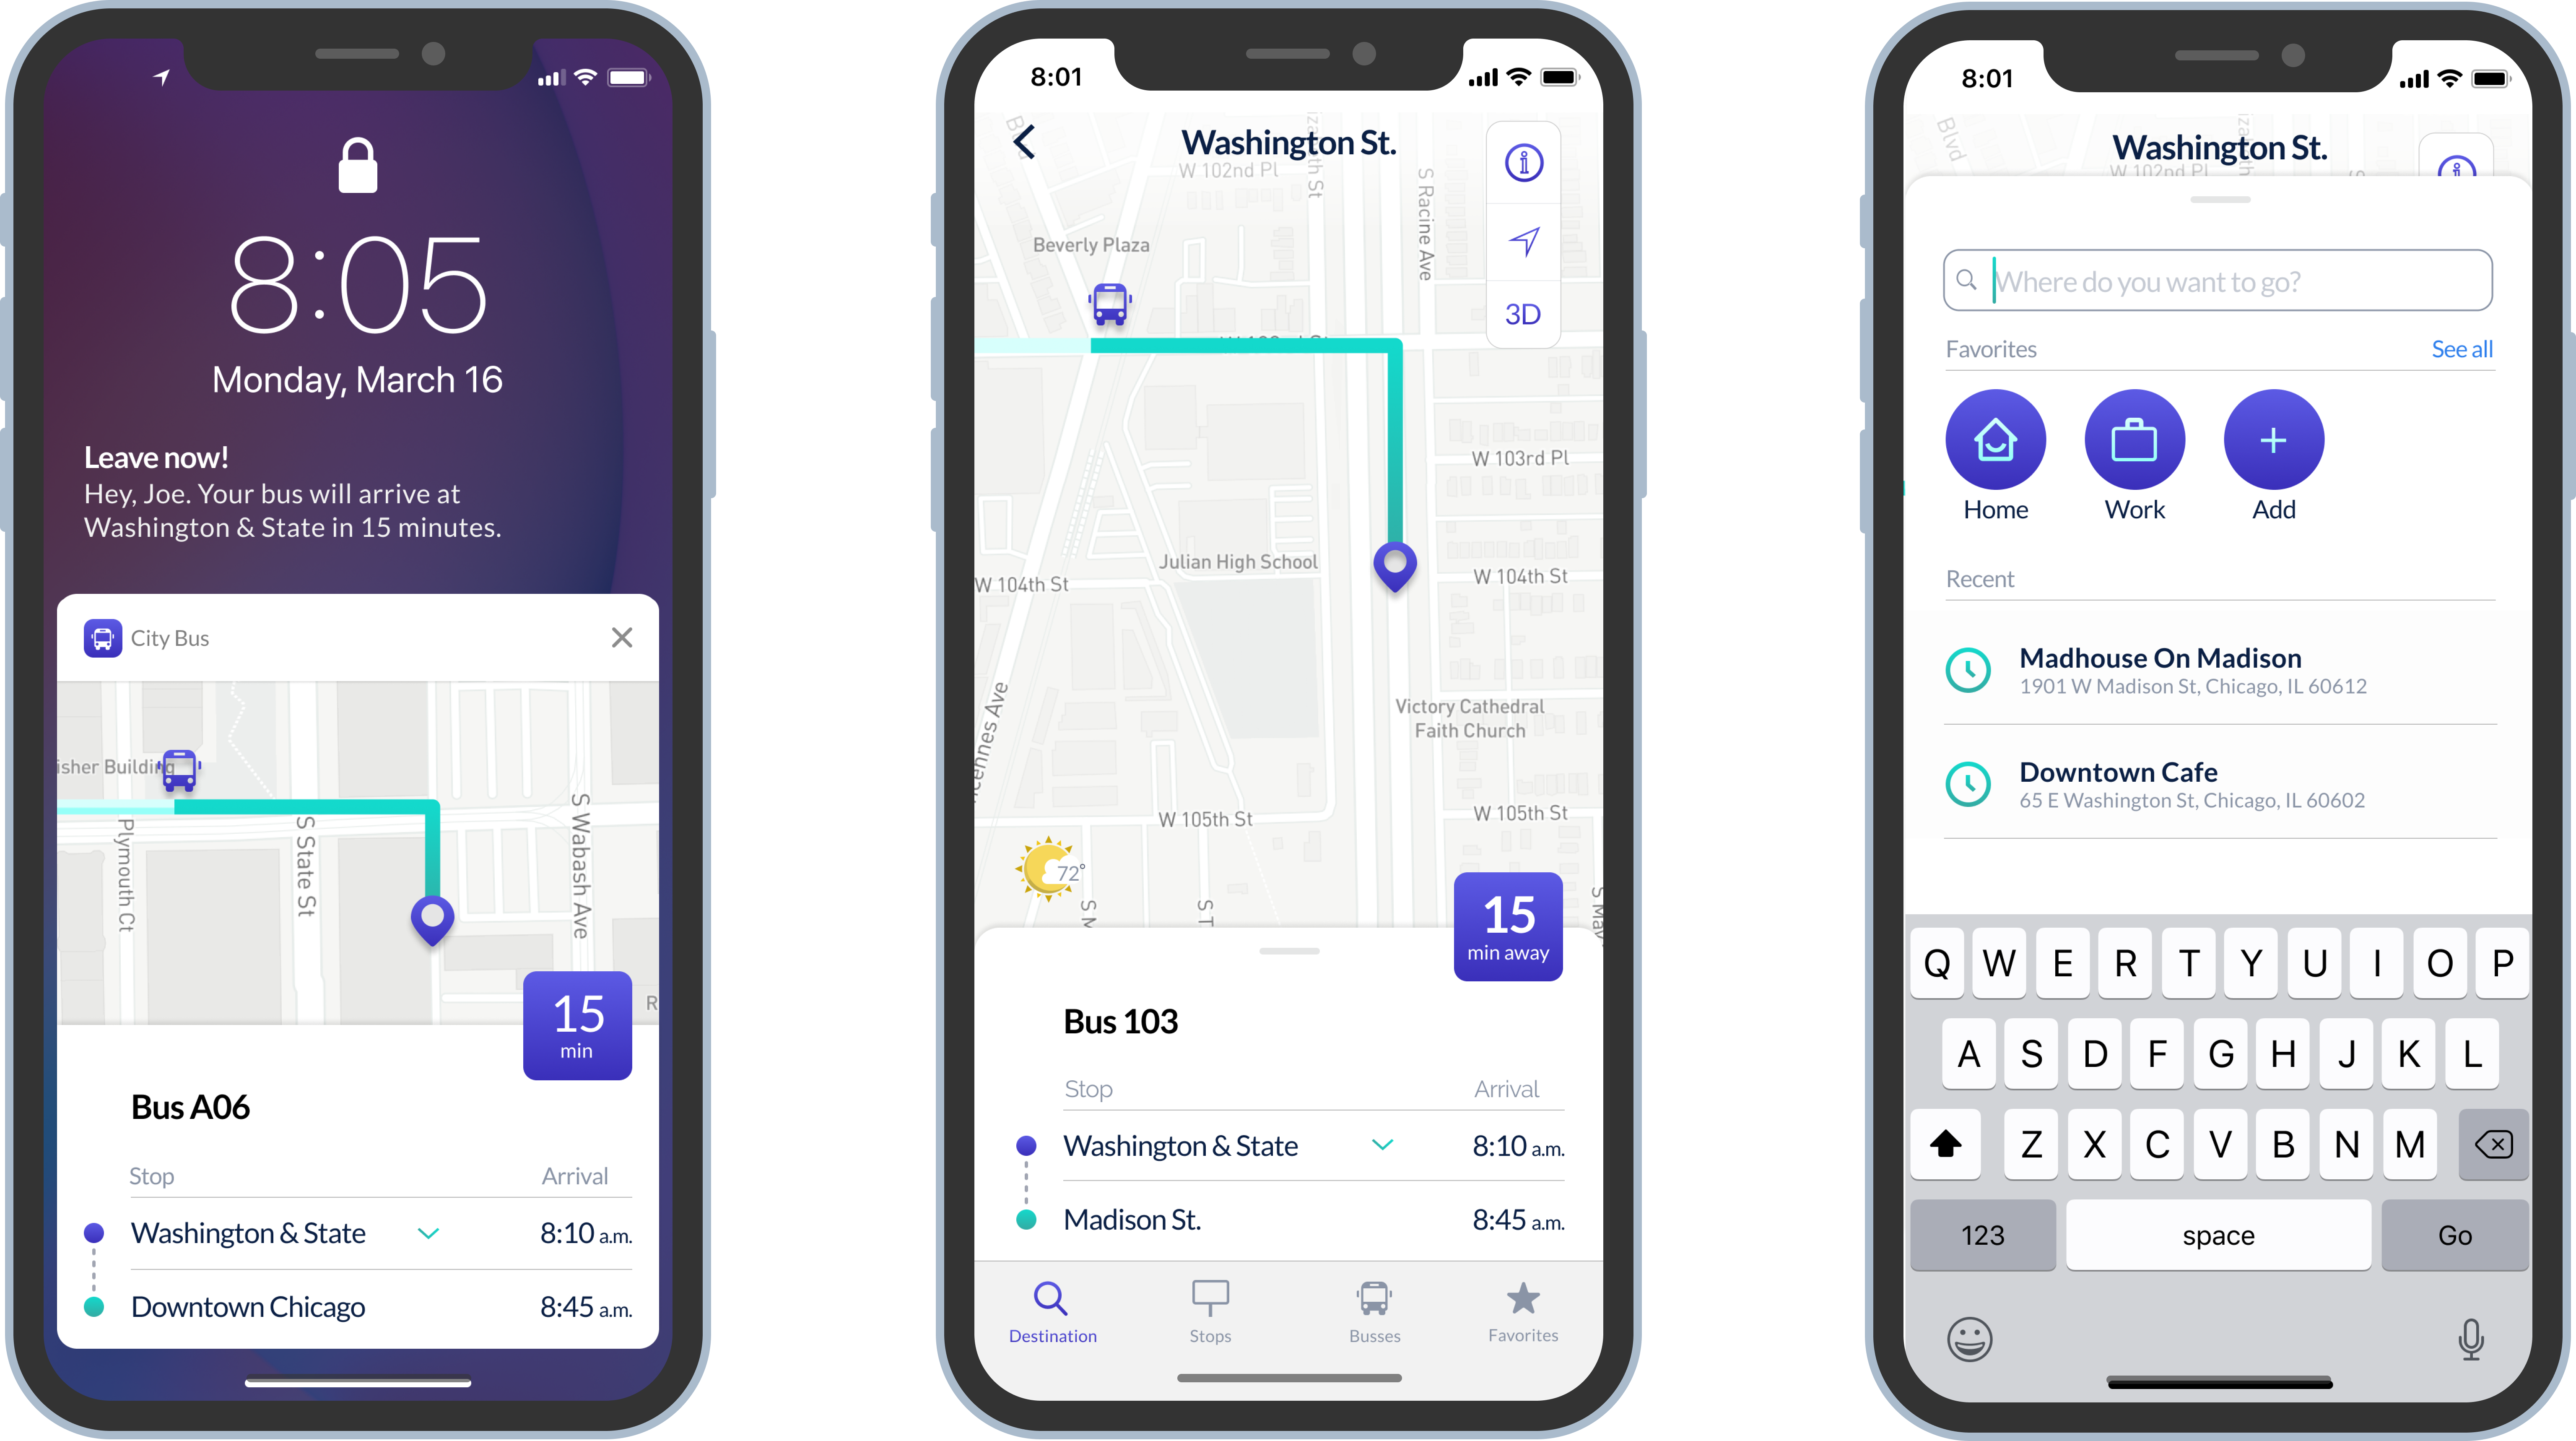 8:05
Monday, March 16
Leave now!
Hey, Joe. Your bus will arrive at
Washington & State in 15 minutes.
City Bus
isher Building
Plymouth Ct
S State St
S Wabash Ave
R
15
min
Bus A06
Stop Arrival
Washington & State 8:10 a.m.
Downtown Chicago 8:45 a.m.
8:01
Washington St.
W 102nd Pl
S Racine Ave
Beverly Plaza
3D
W 103rd Pl
Julian High School
W 104th St
W 104th St
Victory Cathedral
Faith Church
W 105th St
W 105th St
72°
S T
15
min away
Bus 103
Stop Arrival
Washington & State 8:10 a.m.
Madison St. 8:45 a.m.
Destination Stops Busses Favorites
8:01
Blvd
Washington St.
W 102nd Pl
Where do you want to go?
Favorites See all
Home Work Add
Recent
Madhouse On Madison
1901 W Madison St, Chicago, IL 60612
Downtown Cafe
65 E Washington St, Chicago, IL 60602
Q W E R T Y U I O P
A S D F G H J K L
Z X C V B N M
123 space Go